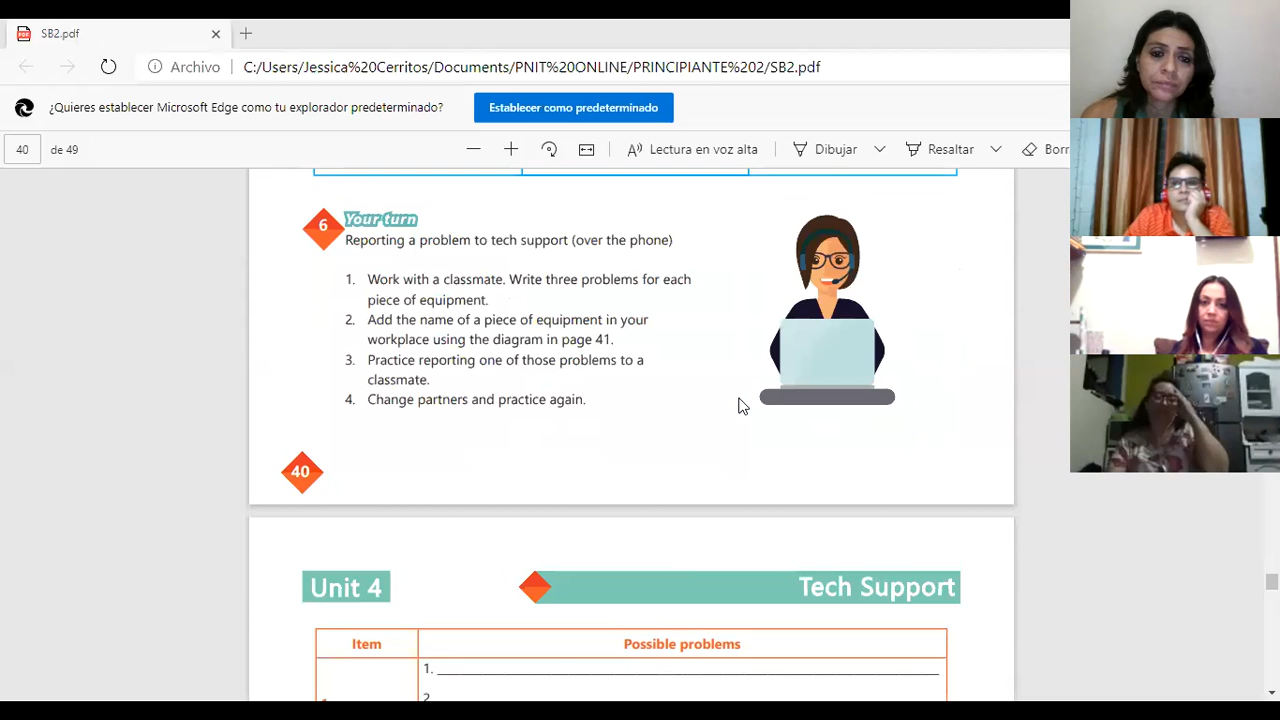 SB2.pdf
Archivo
C:/Users/Jessica%20Cerritos/Documents/PNIT%20ONLINE/PRINCIPIANTE%202/SB2.pdf
¿Quieres establecer Microsoft Edge como tu explorador predeterminado?
Establecer como predeterminado
40 de 49
Lectura en voz alta
Dibujar
Resaltar
Borr
6 Your turn
Reporting a problem to tech support (over the phone)
1. Work with a classmate. Write three problems for each
piece of equipment.
2. Add the name of a piece of equipment in your
workplace using the diagram in page 41.
3. Practice reporting one of those problems to a
classmate.
4. Change partners and practice again.
40
Unit 4
Tech Support
Item
Possible problems
1.
2